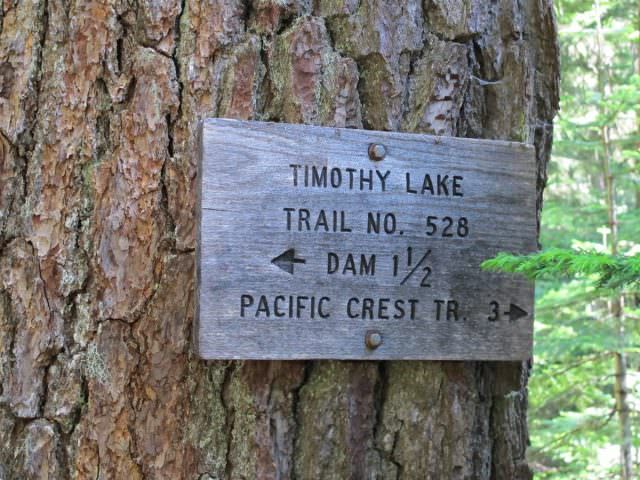 TIMOTHY LAKE
TRAIL NO. 528
← DAM 1 1/2
PACIFIC CREST TR. 3→